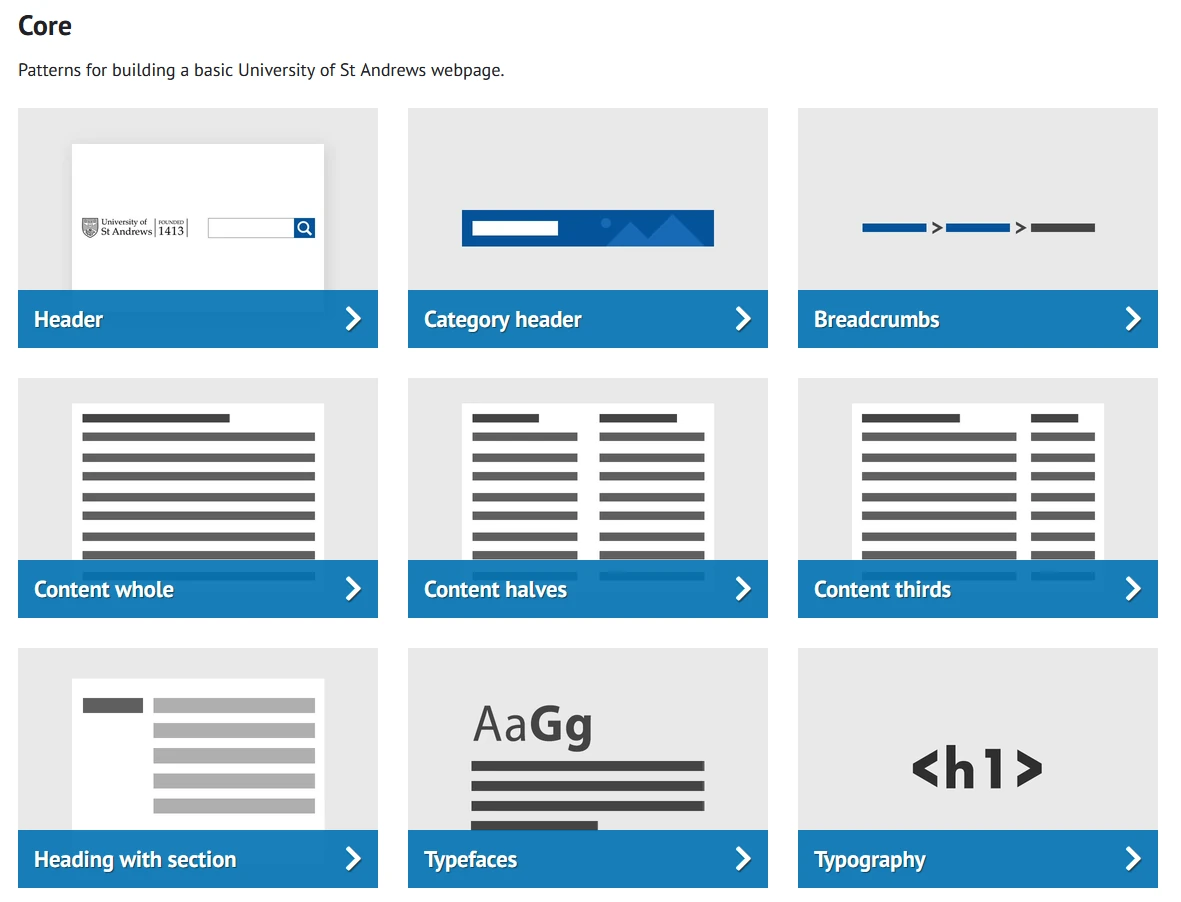 Core
Patterns for building a basic University of St Andrews webpage.
University of
St Andrews
FOUNDED
1413
Header
Category header
>
>
Breadcrumbs
Content whole
Content halves
Content thirds
Heading with section
AaGg
Typefaces
<h1>
Typography